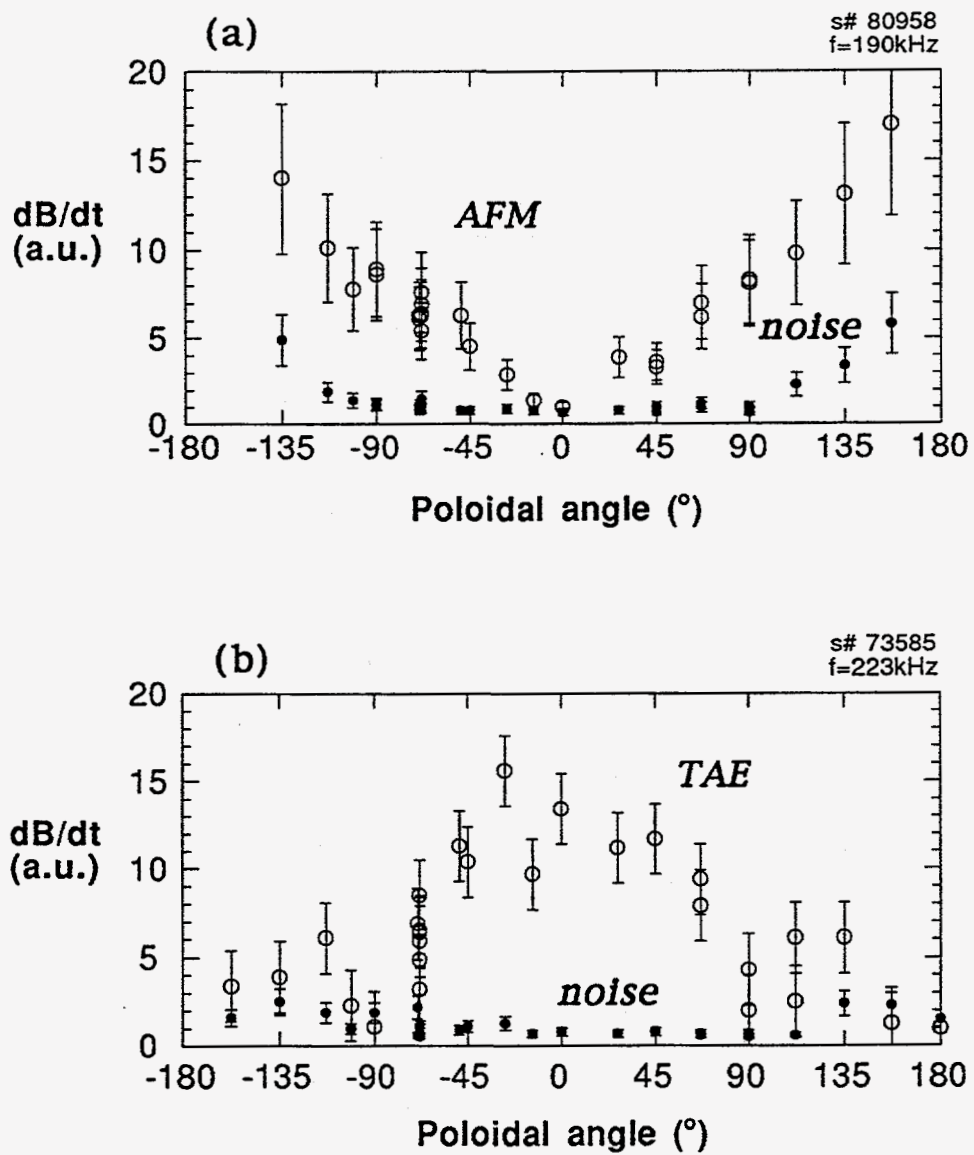 (a)
s# 80958
f=190kHz
20
15
10
5
0
dB/dt
(a.u.)
AFM
noise
-180 -135 -90 -45 0 45 90 135 180
Poloidal angle (°)
(b)
s# 73585
f=223kHz
20
15
10
5
0
dB/dt
(a.u.)
TAE
noise
-180 -135 -90 -45 0 45 90 135 180
Poloidal angle (°)